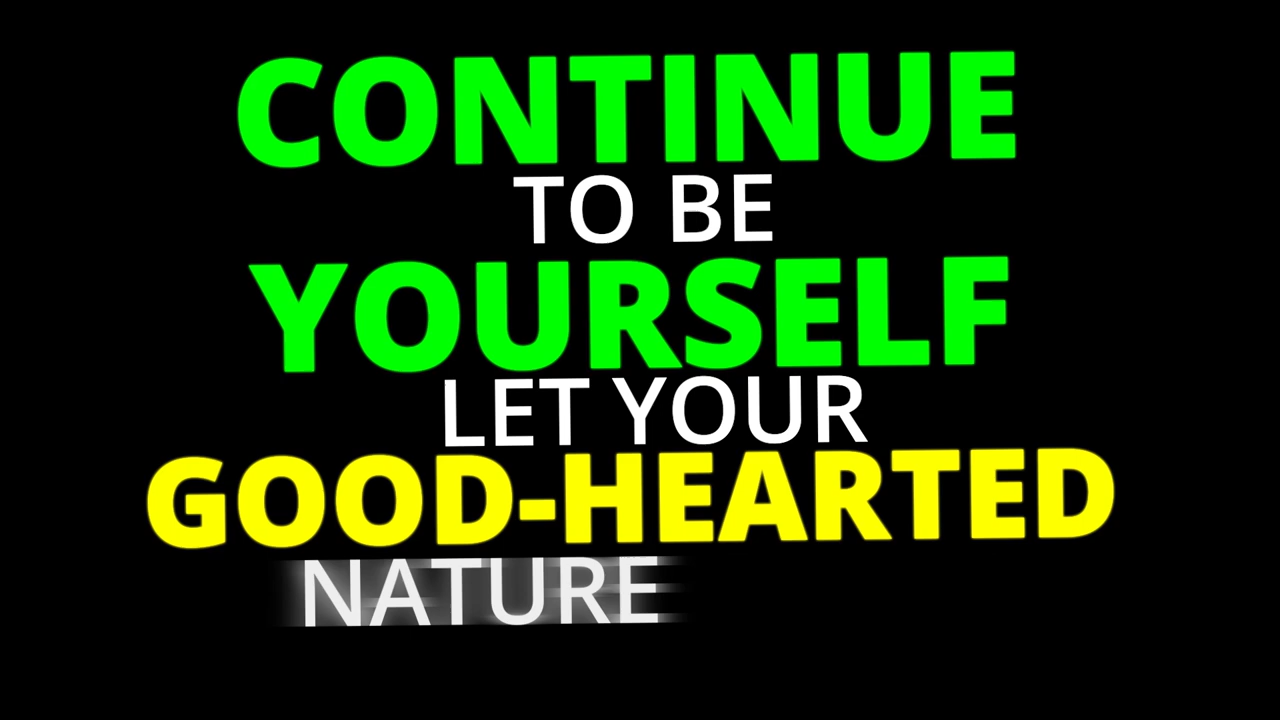 CONTINUE
TO BE
YOURSELF
LET YOUR
GOOD-HEARTED
NATURE